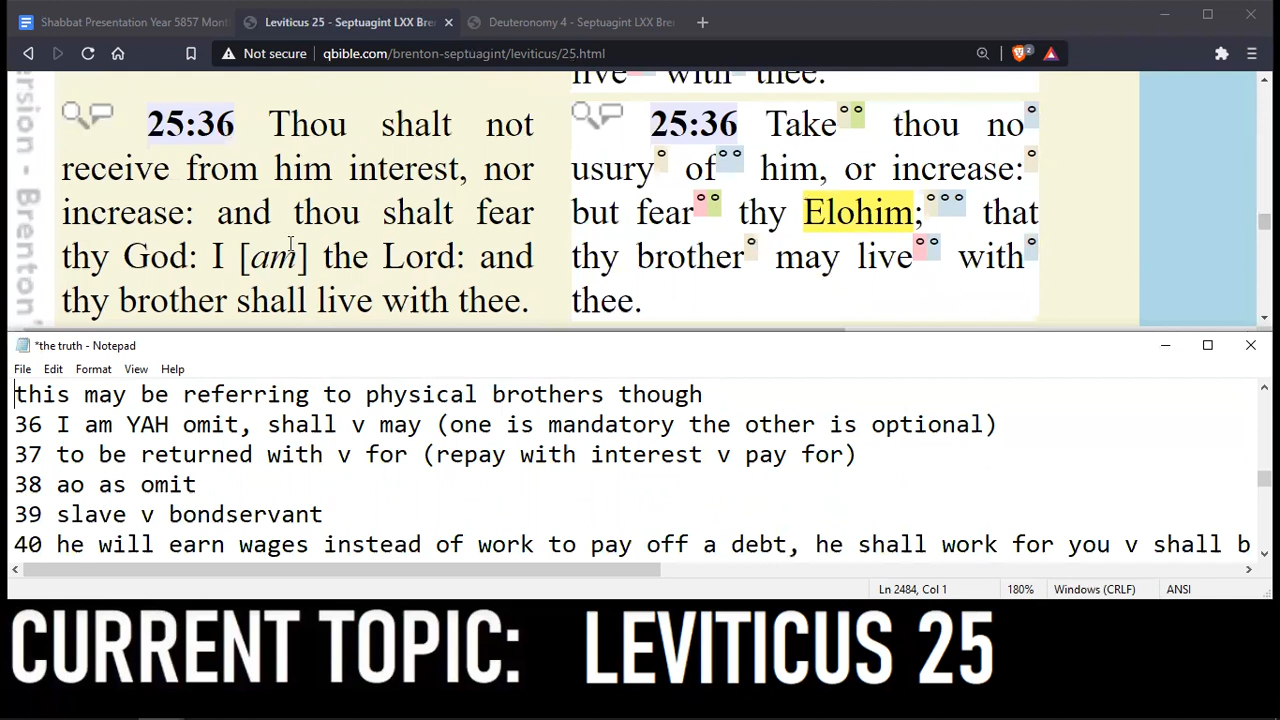 Shabbat Presentation Year 5857 Mont
Leviticus 25 - Septuagint LXX Bre
Deuteronomy 4 - Septuagint LXX Bre
Not secure | qbible.com/brenton-septuagint/leviticus/25.html
2
ersion - Brenton'
live°° with° thee.
25:36 Thou shalt not
receive from him interest, nor
increase: and thou shalt fear
thy God: I [am] the Lord: and
thy brother shall live with thee.
25:36 Take°° thou no°
usury° of°° him, or increase:°
but fear°° thy Elohim;°°° that
thy brother° may live°° with°
thee.
*the truth - Notepad
File Edit Format View Help
this may be referring to physical brothers though
36 I am YAH omit, shall v may (one is mandatory the other is optional)
37 to be returned with v for (repay with interest v pay for)
38 ao as omit
39 slave v bondservant
40 he will earn wages instead of work to pay off a debt, he shall work for you v shall b
Ln 2484, Col 1
180%
Windows (CRLF)
ANSI
CURRENT TOPIC: LEVITICUS 25